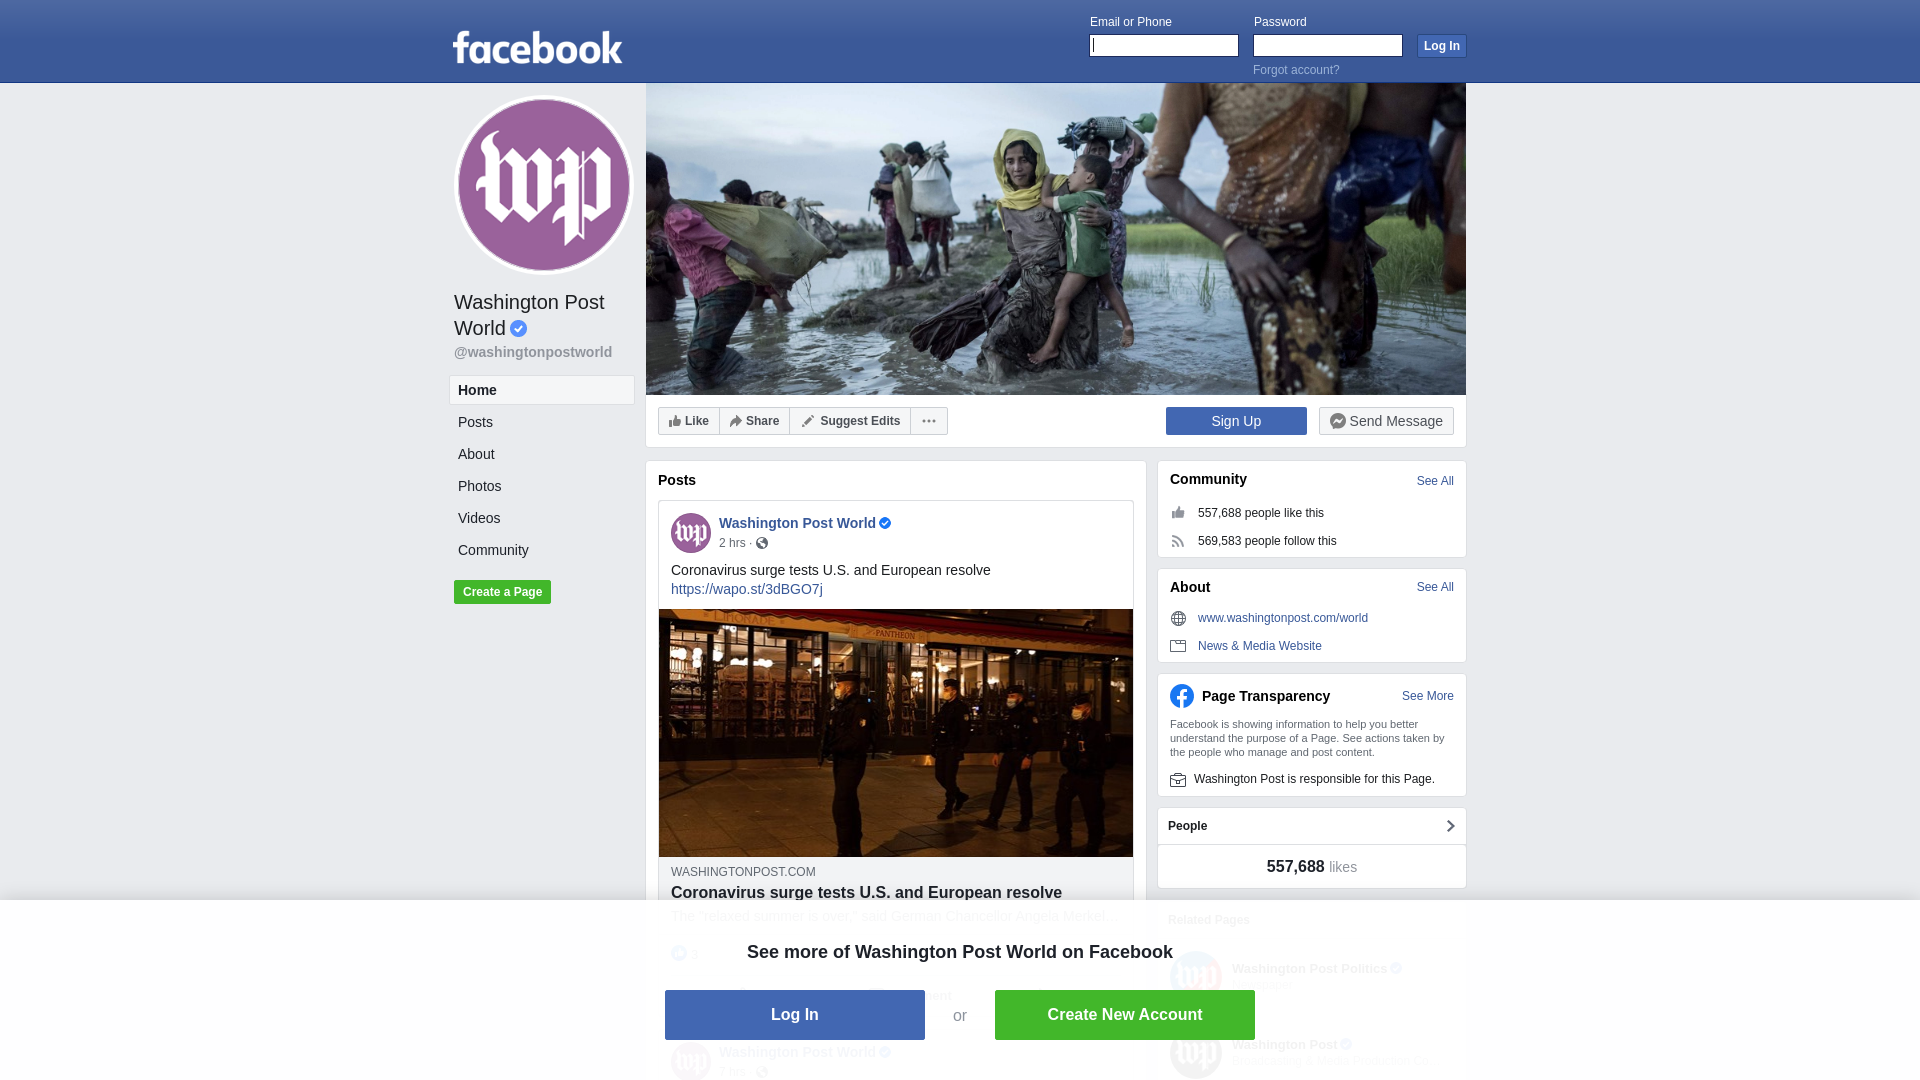 facebook
Email or Phone
Password
Log In
Forgot account?
wp
Washington Post
World
@washingtonpostworld
Home
Posts
About
Photos
Videos
Community
Create a Page
Like
Share
Suggest Edits
Sign Up
Send Message
Posts
wp
Washington Post World
2 hrs ·
Coronavirus surge tests U.S. and European resolve
https://wapo.st/3dBGO7j
PANTHEON
WASHINGTONPOST.COM
Coronavirus surge tests U.S. and European resolve
The "relaxed summer is over," said German Chancellor Angela Merkel.
Community
See All
557,688 people like this
569,583 people follow this
About
See All
www.washingtonpost.com/world
News & Media Website
Page Transparency
See More
Facebook is showing information to help you better
understand the purpose of a Page. See actions taken by
the people who manage and post content.
Washington Post is responsible for this Page.
People
557,688 likes
Related Pages
wp
Washington Post Politics
wp
Washington Post
See more of Washington Post World on Facebook
Log In
or
Create New Account
Washington Post World